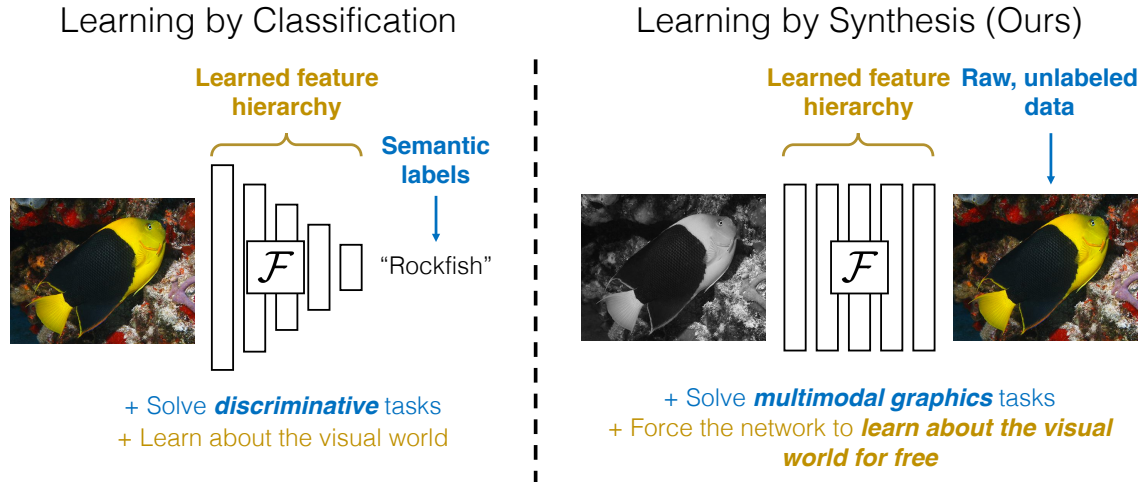 Learning by Classification
Learned feature
hierarchy
Semantic
labels
ℱ
“Rockfish”
+ Solve discriminative tasks
+ Learn about the visual world
Learning by Synthesis (Ours)
Learned feature
hierarchy
Raw, unlabeled
data
ℱ
+ Solve multimodal graphics tasks
+ Force the network to learn about the visual
world for free